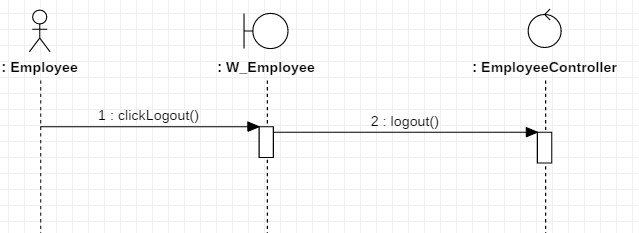 : Employee
: W_Employee
: EmployeeController
1 : clickLogout()
2 : logout()